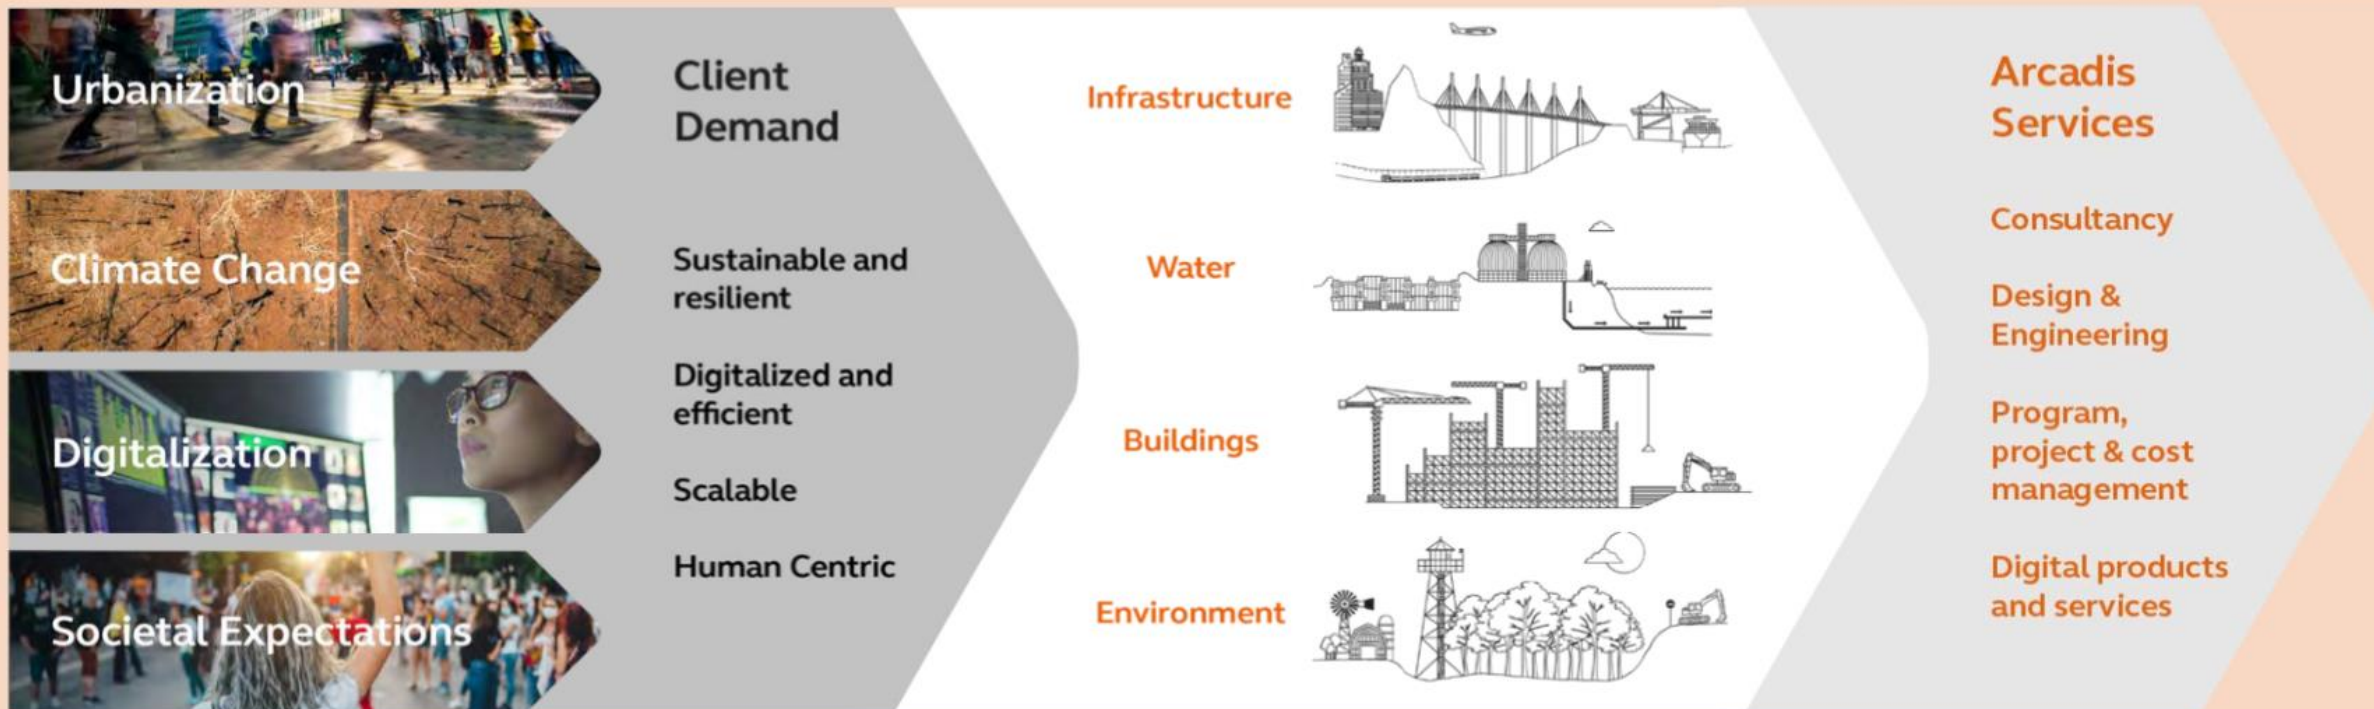 Urbanization
Climate Change
Digitalization
Societal Expectations
Client
Demand
Sustainable and
resilient
Digitalized and
efficient
Scalable
Human Centric
Infrastructure
Water
Buildings
Environment
Arcadis
Services
Consultancy
Design &
Engineering
Program,
project & cost
management
Digital products
and services